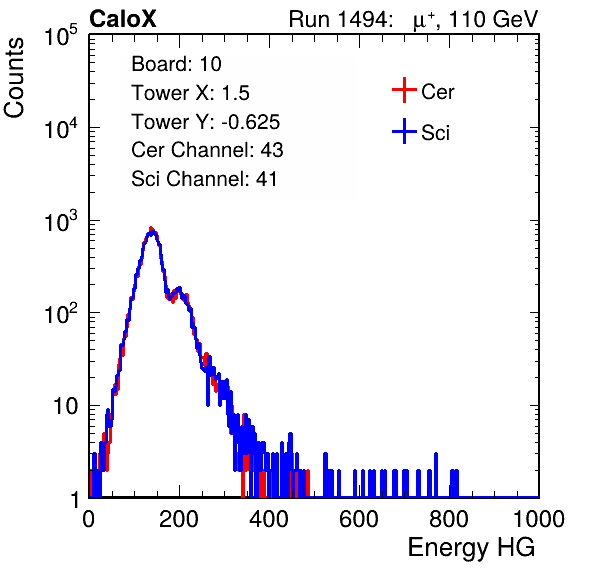 CaloX Run 1494: μ⁺, 110 GeV
Board: 10
Tower X: 1.5
Tower Y: -0.625
Cer Channel: 43
Sci Channel: 41
Cer
Sci
Counts
10⁵
10⁴
10³
10²
10
1
0 200 400 600 800 1000
Energy HG